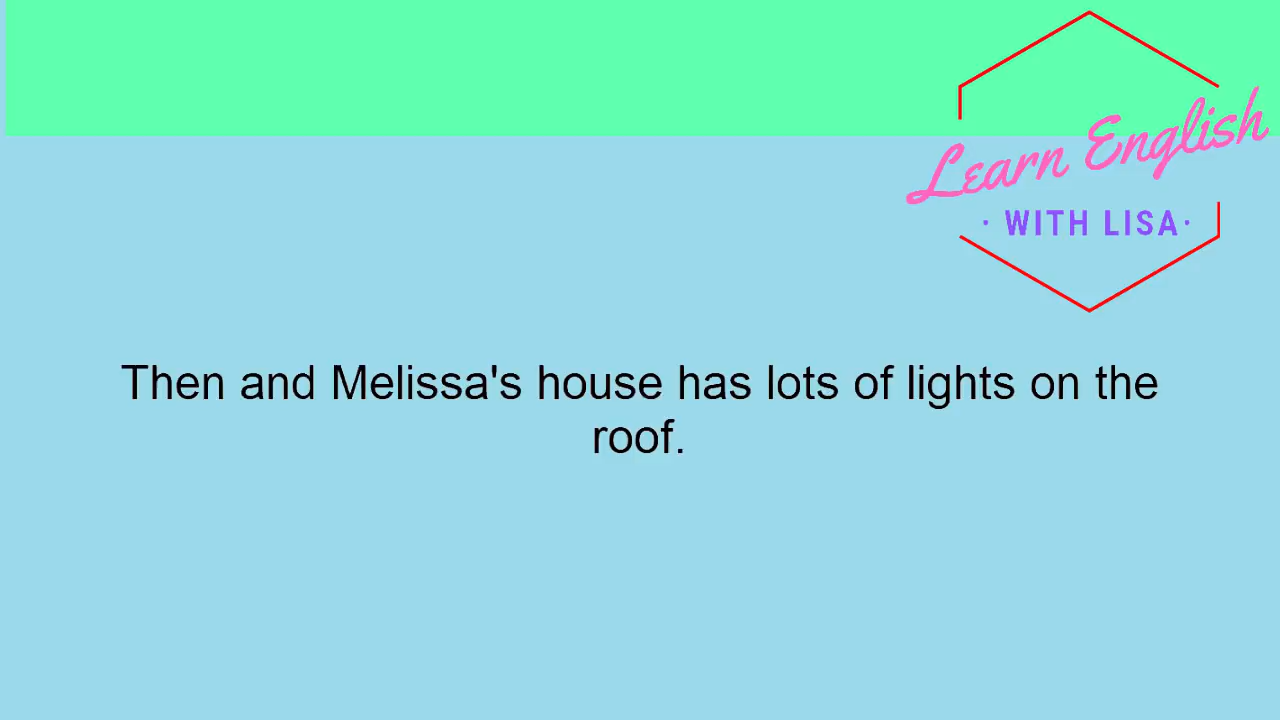 Learn English
· WITH LISA·
Then and Melissa's house has lots of lights on the
roof.